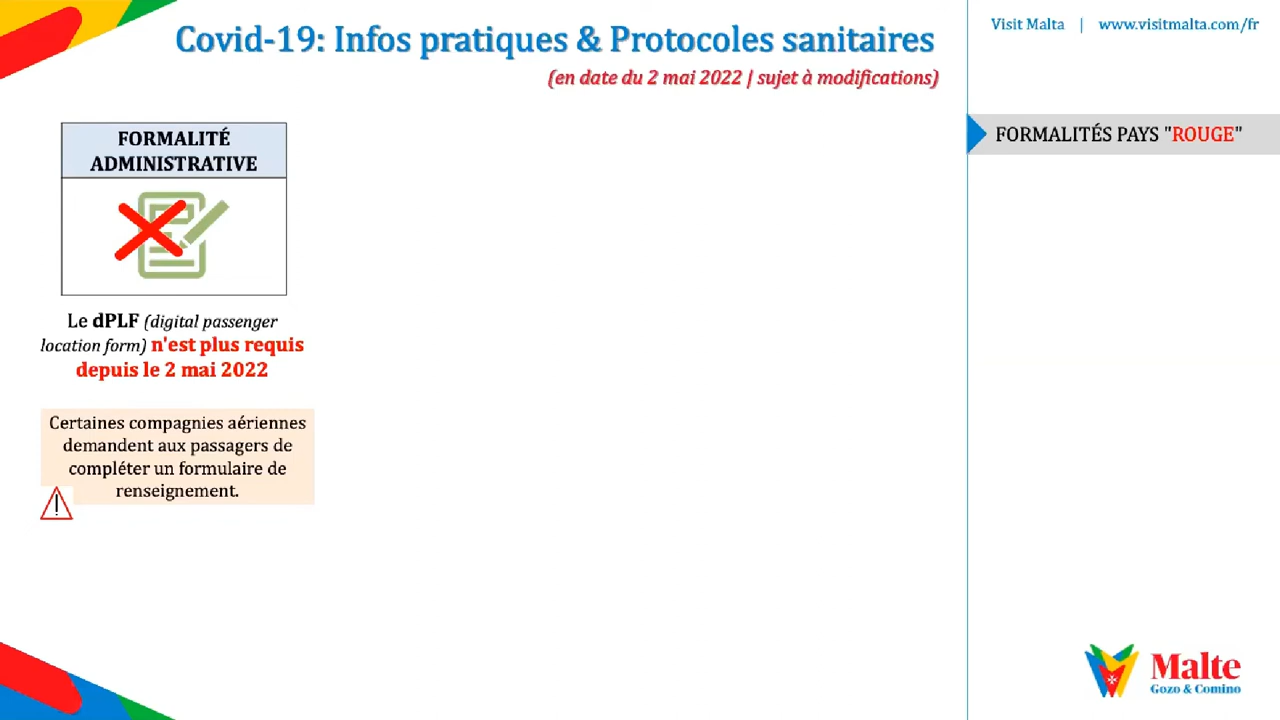 Covid-19: Infos pratiques & Protocoles sanitaires
(en date du 2 mai 2022 | sujet à modifications)
Visit Malta | www.visitmalta.com/fr
FORMALITÉS PAYS "ROUGE"
FORMALITÉ
ADMINISTRATIVE
Le dPLF (digital passenger
location form) n'est plus requis
depuis le 2 mai 2022
Certaines compagnies aériennes
demandent aux passagers de
compléter un formulaire de
renseignement.
Malte
Gozo & Comino